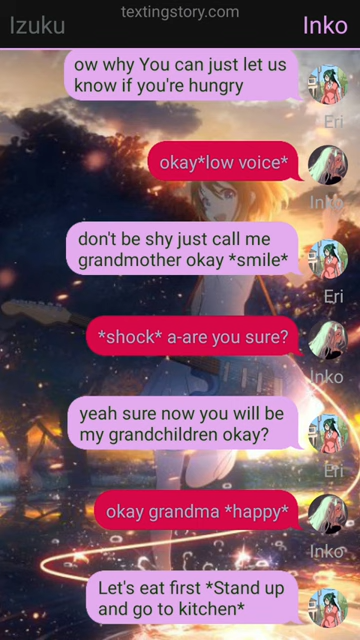 textingstory.com
Izuku
Inko
ow why You can just let us
know if you're hungry
Eri
okay*low voice*
Inko
don't be shy just call me
grandmother okay *smile*
Eri
*shock* a-are you sure?
Inko
yeah sure now you will be
my grandchildren okay?
Eri
okay grandma *happy*
Inko
Let's eat first *Stand up
and go to kitchen*